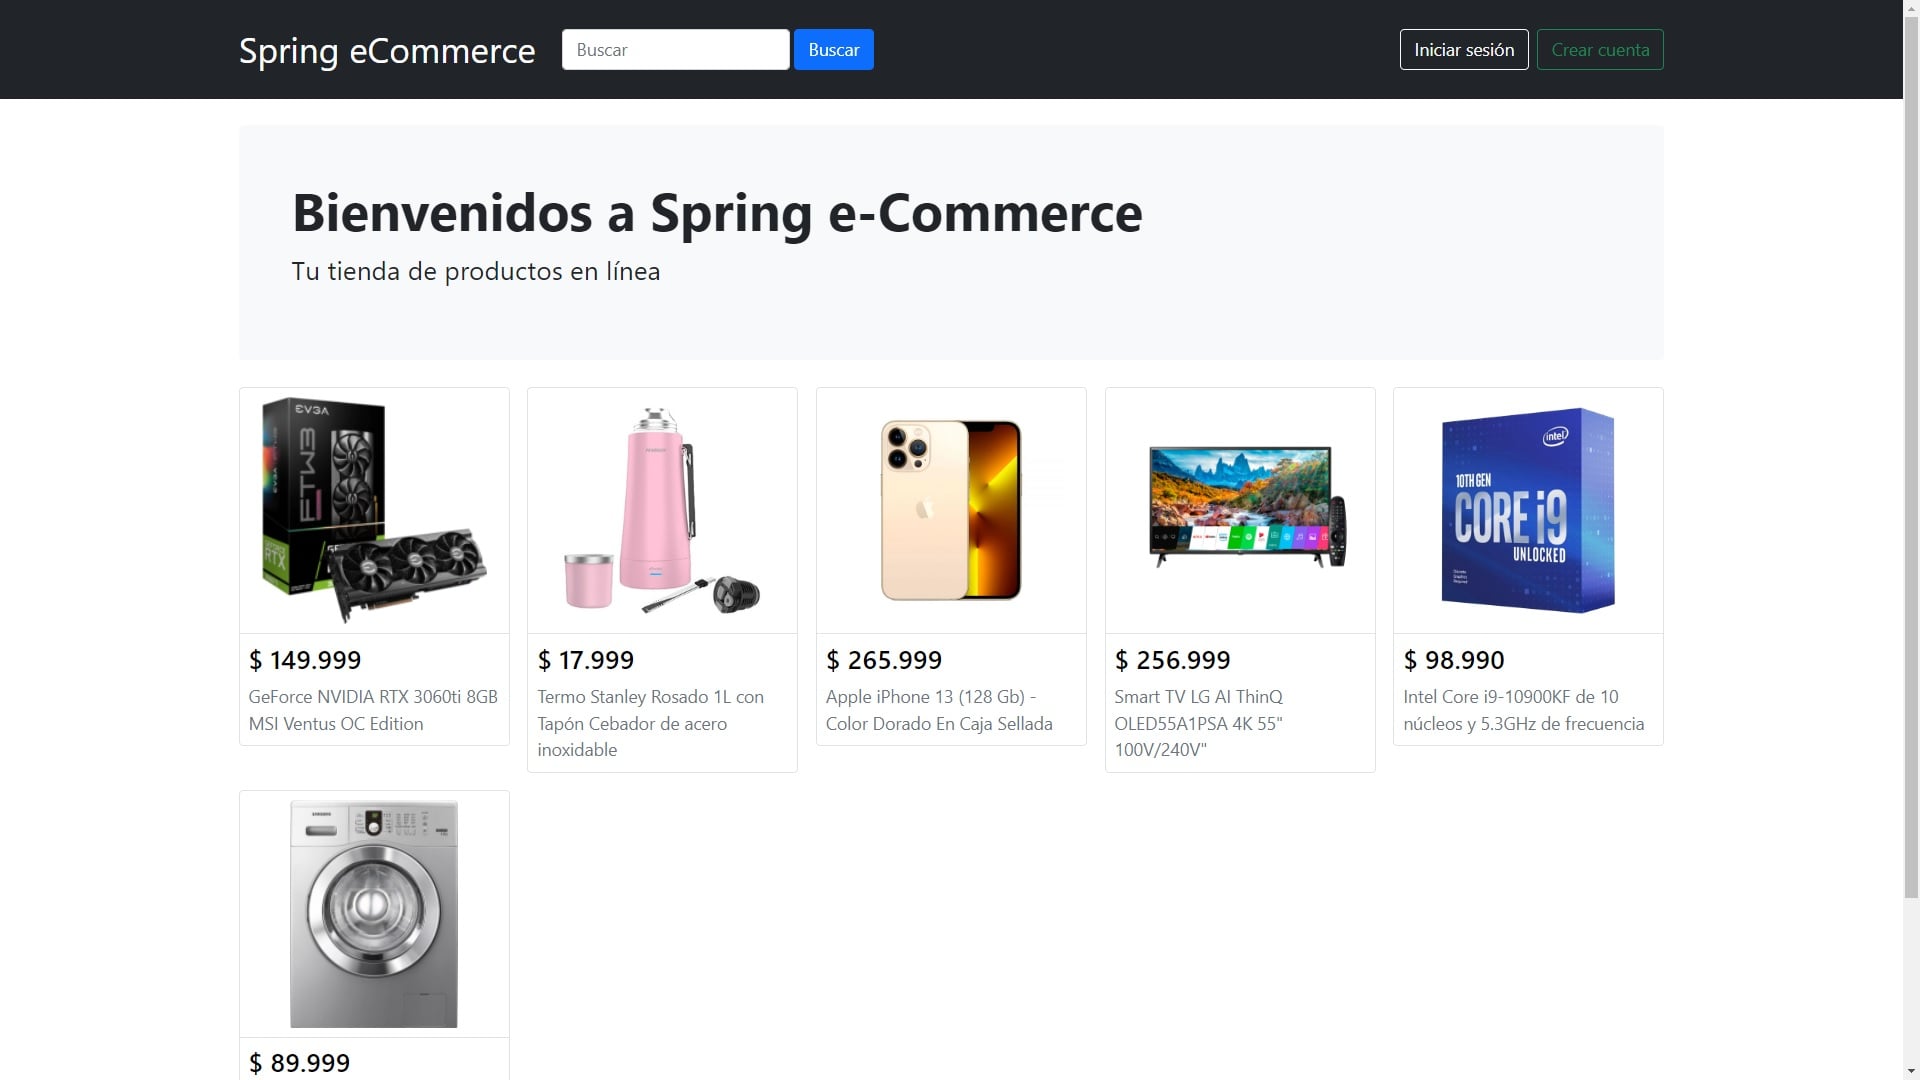 Spring eCommerce
Buscar
Buscar
Iniciar sesión
Crear cuenta
Bienvenidos a Spring e-Commerce
Tu tienda de productos en línea
EVGA
FTW3
intel
10TH GEN
CORE i9
UNLOCKED
$ 149.999
GeForce NVIDIA RTX 3060ti 8GB
MSI Ventus OC Edition
$ 17.999
Termo Stanley Rosado 1L con
Tapón Cebador de acero
inoxidable
$ 265.999
Apple iPhone 13 (128 Gb) -
Color Dorado En Caja Sellada
$ 256.999
Smart TV LG AI ThinQ
OLED55A1PSA 4K 55"
100V/240V"
$ 98.990
Intel Core i9-10900KF de 10
núcleos y 5.3GHz de frecuencia
SAMSUNG
$ 89.999